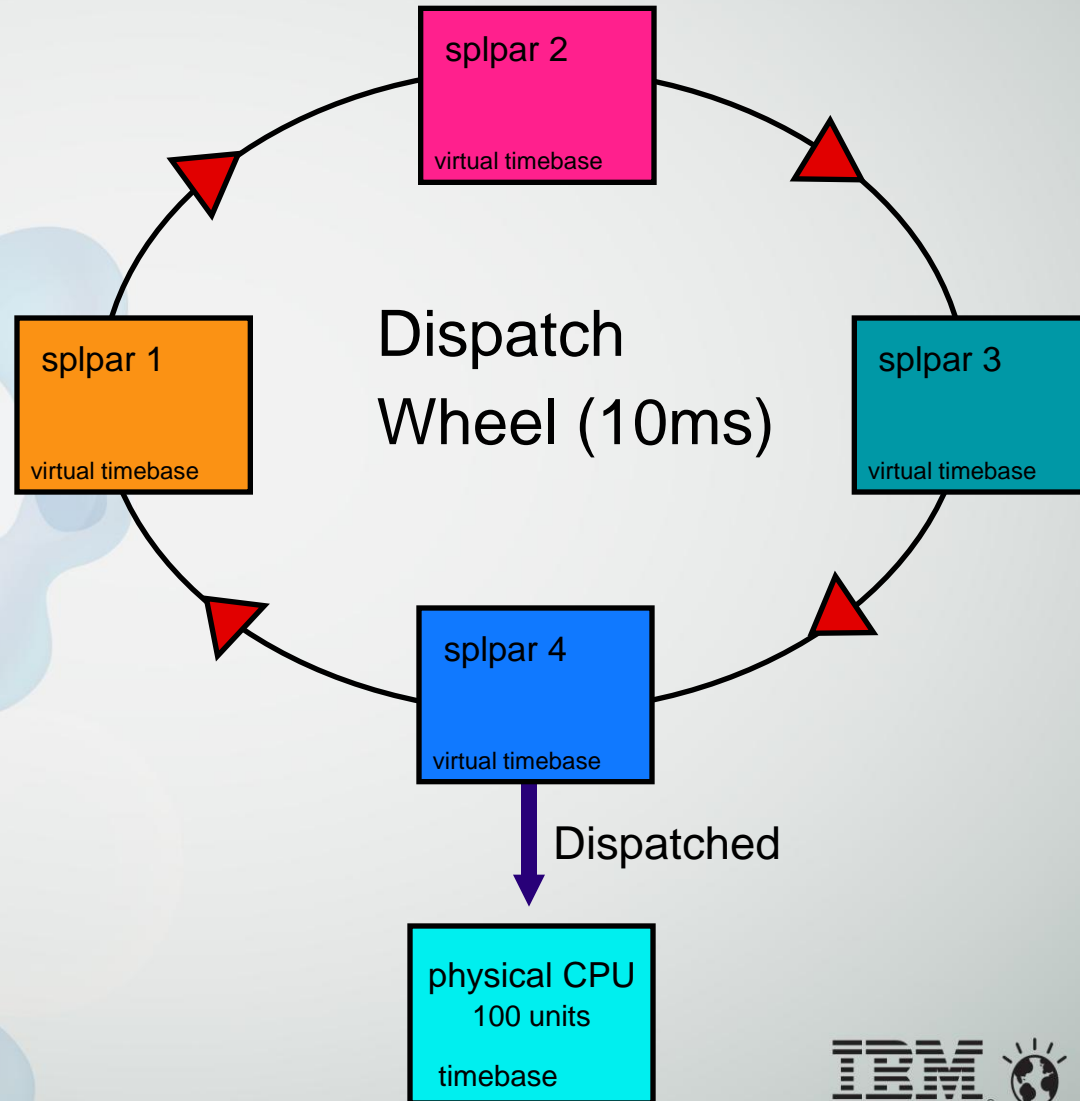 splpar 2
virtual timebase
Dispatch
Wheel (10ms)
splpar 1
virtual timebase
splpar 3
virtual timebase
splpar 4
virtual timebase
Dispatched
physical CPU
100 units
timebase
IBM®